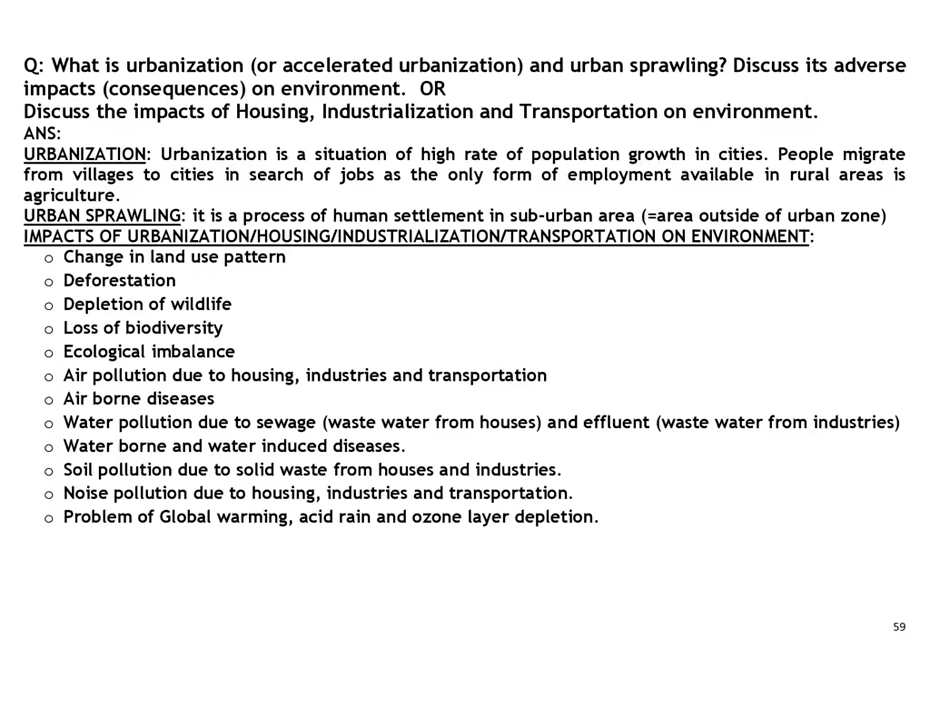 Q: What is urbanization (or accelerated urbanization) and urban sprawling? Discuss its adverse
impacts (consequences) on environment. OR
Discuss the impacts of Housing, Industrialization and Transportation on environment.
ANS:
URBANIZATION: Urbanization is a situation of high rate of population growth in cities. People migrate
from villages to cities in search of jobs as the only form of employment available in rural areas is
agriculture.
URBAN SPRAWLING: it is a process of human settlement in sub-urban area (=area outside of urban zone)
IMPACTS OF URBANIZATION/HOUSING/INDUSTRIALIZATION/TRANSPORTATION ON ENVIRONMENT:
o Change in land use pattern
o Deforestation
o Depletion of wildlife
o Loss of biodiversity
o Ecological imbalance
o Air pollution due to housing, industries and transportation
o Air borne diseases
o Water pollution due to sewage (waste water from houses) and effluent (waste water from industries)
o Water borne and water induced diseases.
o Soil pollution due to solid waste from houses and industries.
o Noise pollution due to housing, industries and transportation.
o Problem of Global warming, acid rain and ozone layer depletion.
59